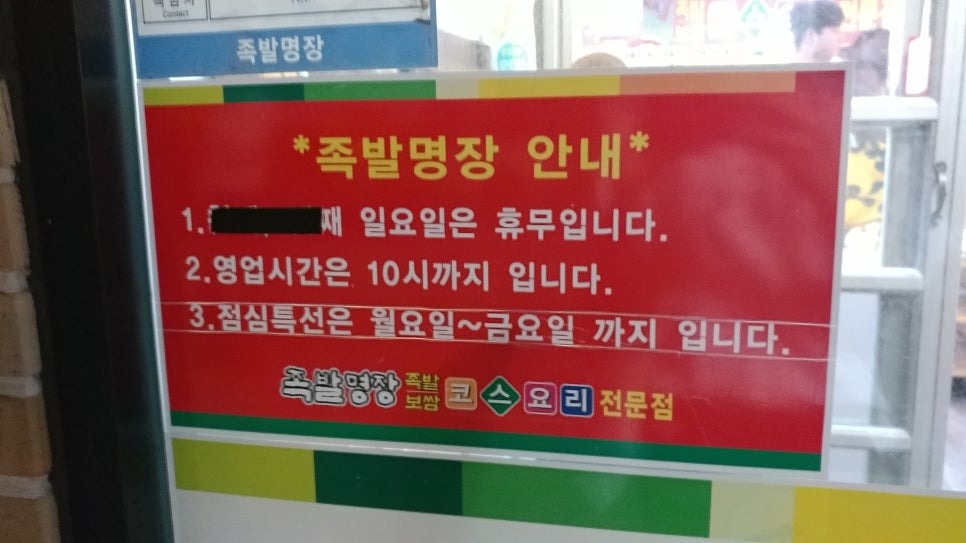 Contact
족발명장
*족발명장 안내*
1. 째 일요일은 휴무입니다.
2.영업시간은 10시까지 입니다.
3.점심특선은 월요일~금요일 까지 입니다.
족발명장 족발 보쌈 코스요리 전문점